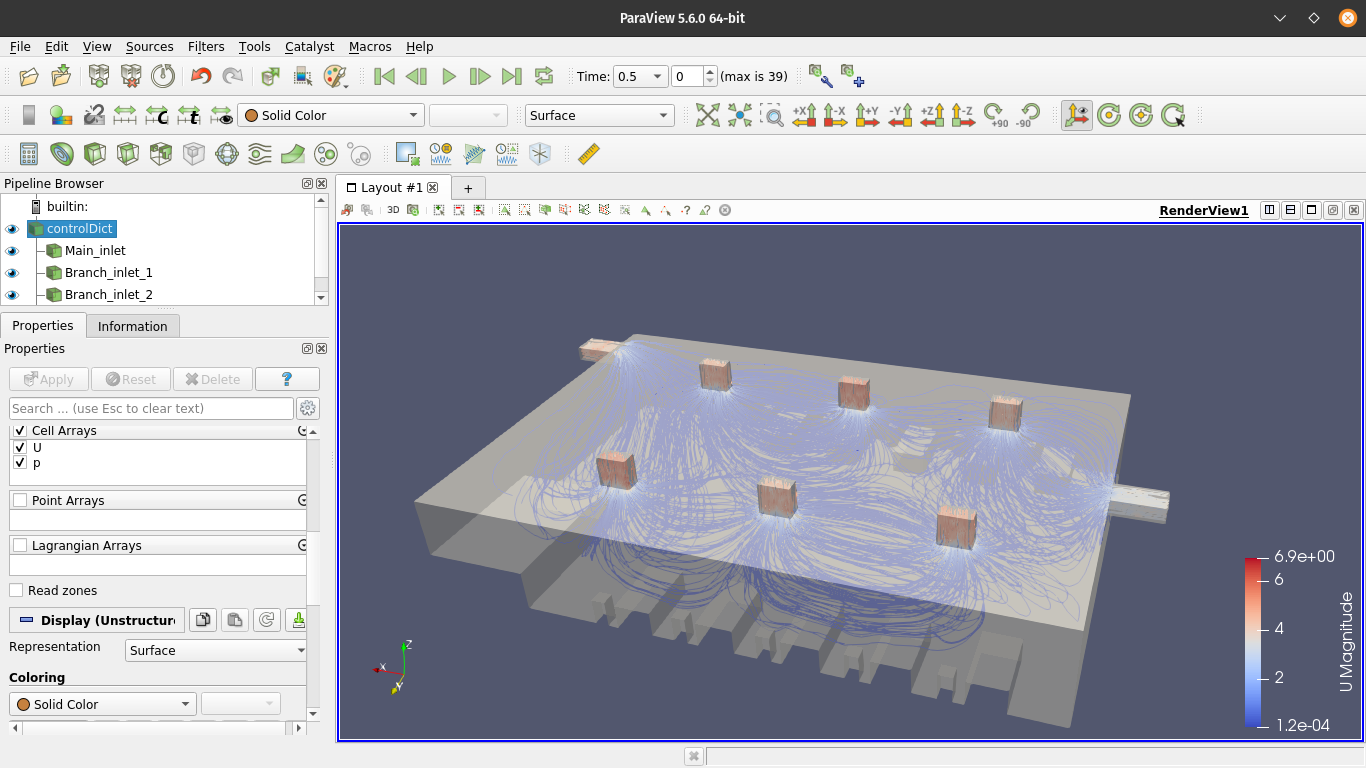 ParaView 5.6.0 64-bit
File Edit View Sources Filters Tools Catalyst Macros Help
Time: 0.5 0 (max is 39)
Solid Color Surface +X -X +Y -Y +Z -Z +90 -90
Pipeline Browser
Layout #1 +
builtin:
3D RenderView1
controlDict
Main_inlet
Branch_inlet_1
Branch_inlet_2
Properties Information
Properties
Apply Reset Delete ?
Search ... (use Esc to clear text)
Cell Arrays
U
p
Point Arrays
Lagrangian Arrays
Read zones
Display (Unstructur
Representation Surface
Coloring
Solid Color
Z
X
Y
6.9e+00
6
4
2
1.2e-04
U Magnitude